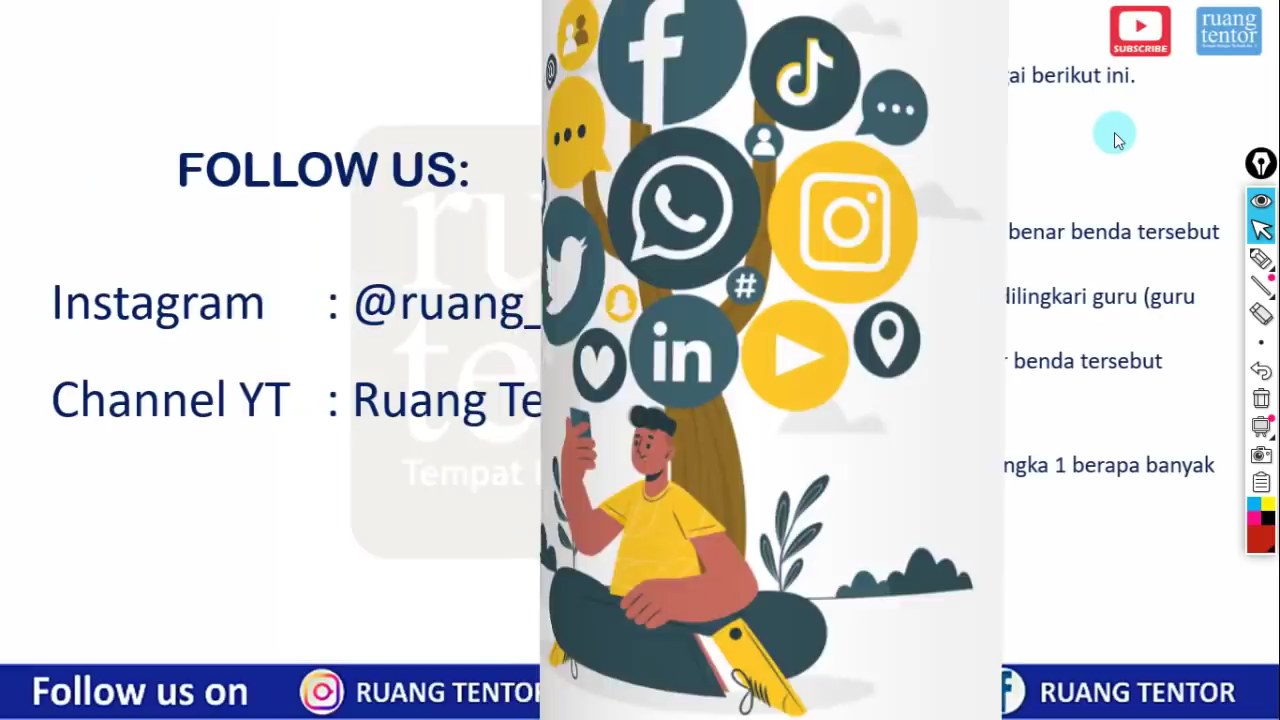 SUBSCRIBE
ruang
tentor
ai berikut ini.
FOLLOW US:
benar benda tersebut
Instagram : @ruang_
dilingkari guru (guru
benda tersebut
Channel YT : Ruang Te
Tempat
ngka 1 berapa banyak
Follow us on
RUANG TENTOR
RUANG TENTOR